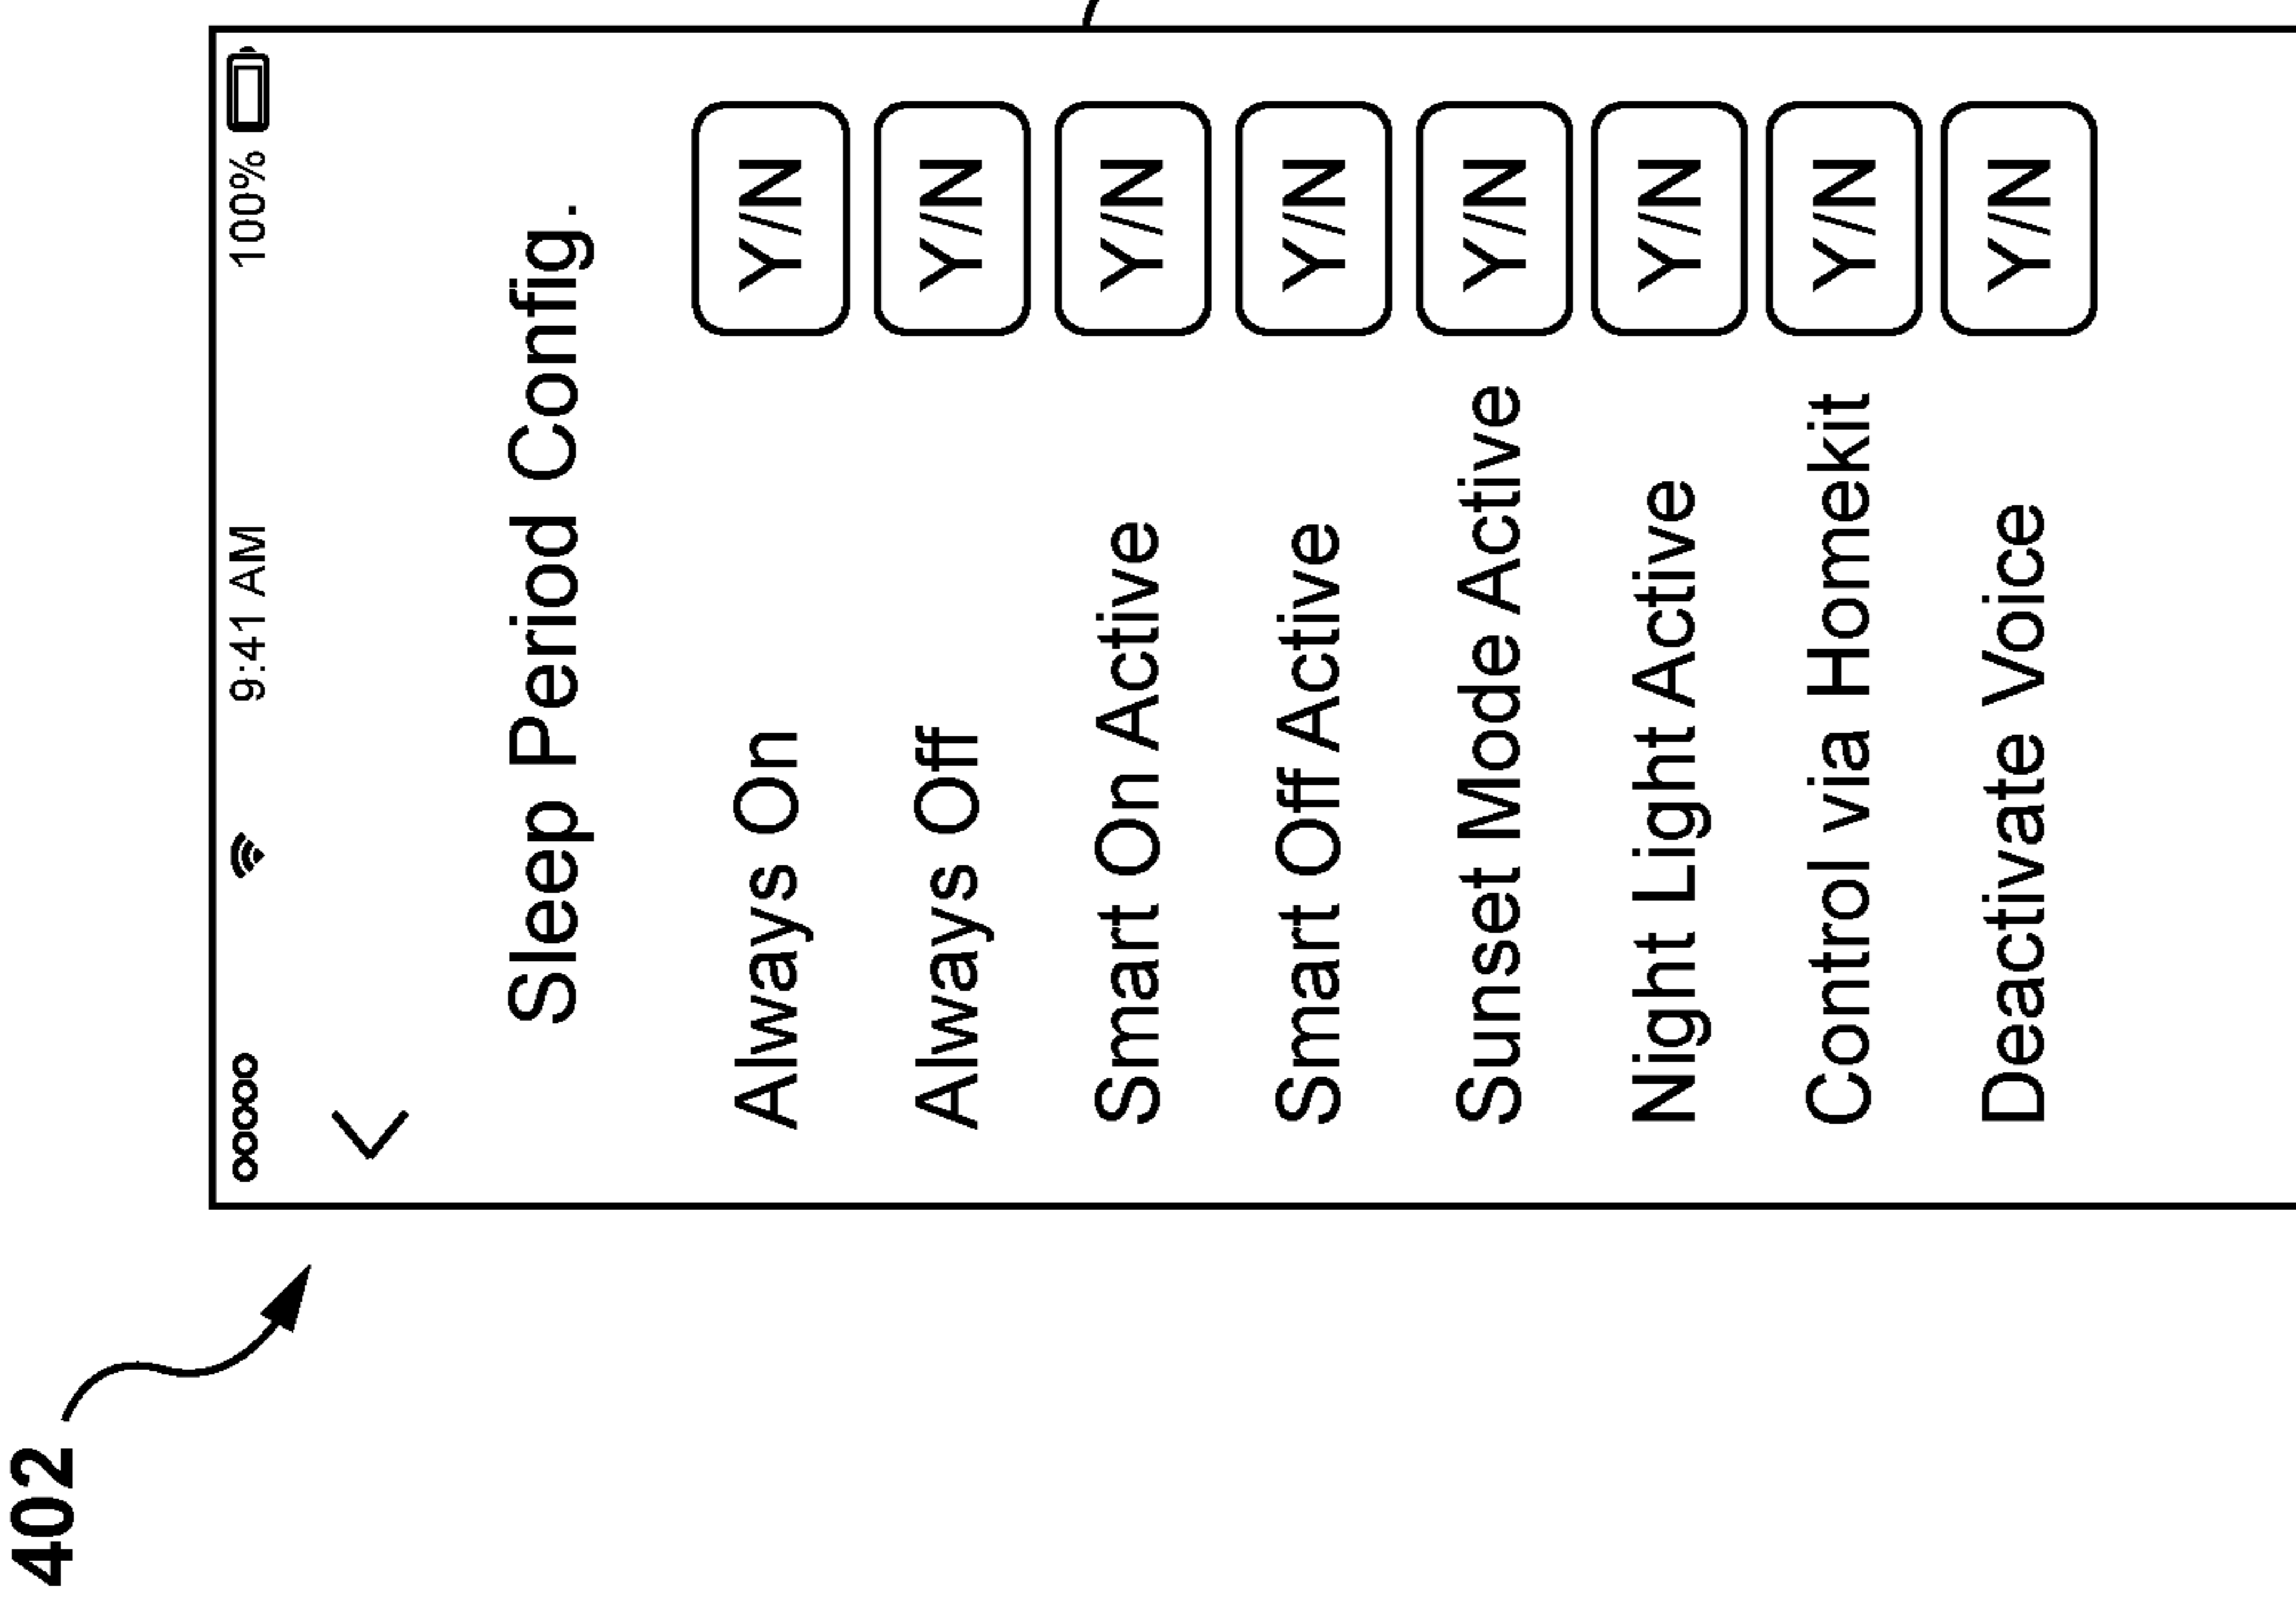 402
9:41 AM 100%
Sleep Period Config.
Always On Y/N
Always Off Y/N
Smart On Active Y/N
Smart Off Active Y/N
Sunset Mode Active Y/N
Night Light Active Y/N
Control via Homekit Y/N
Deactivate Voice Y/N